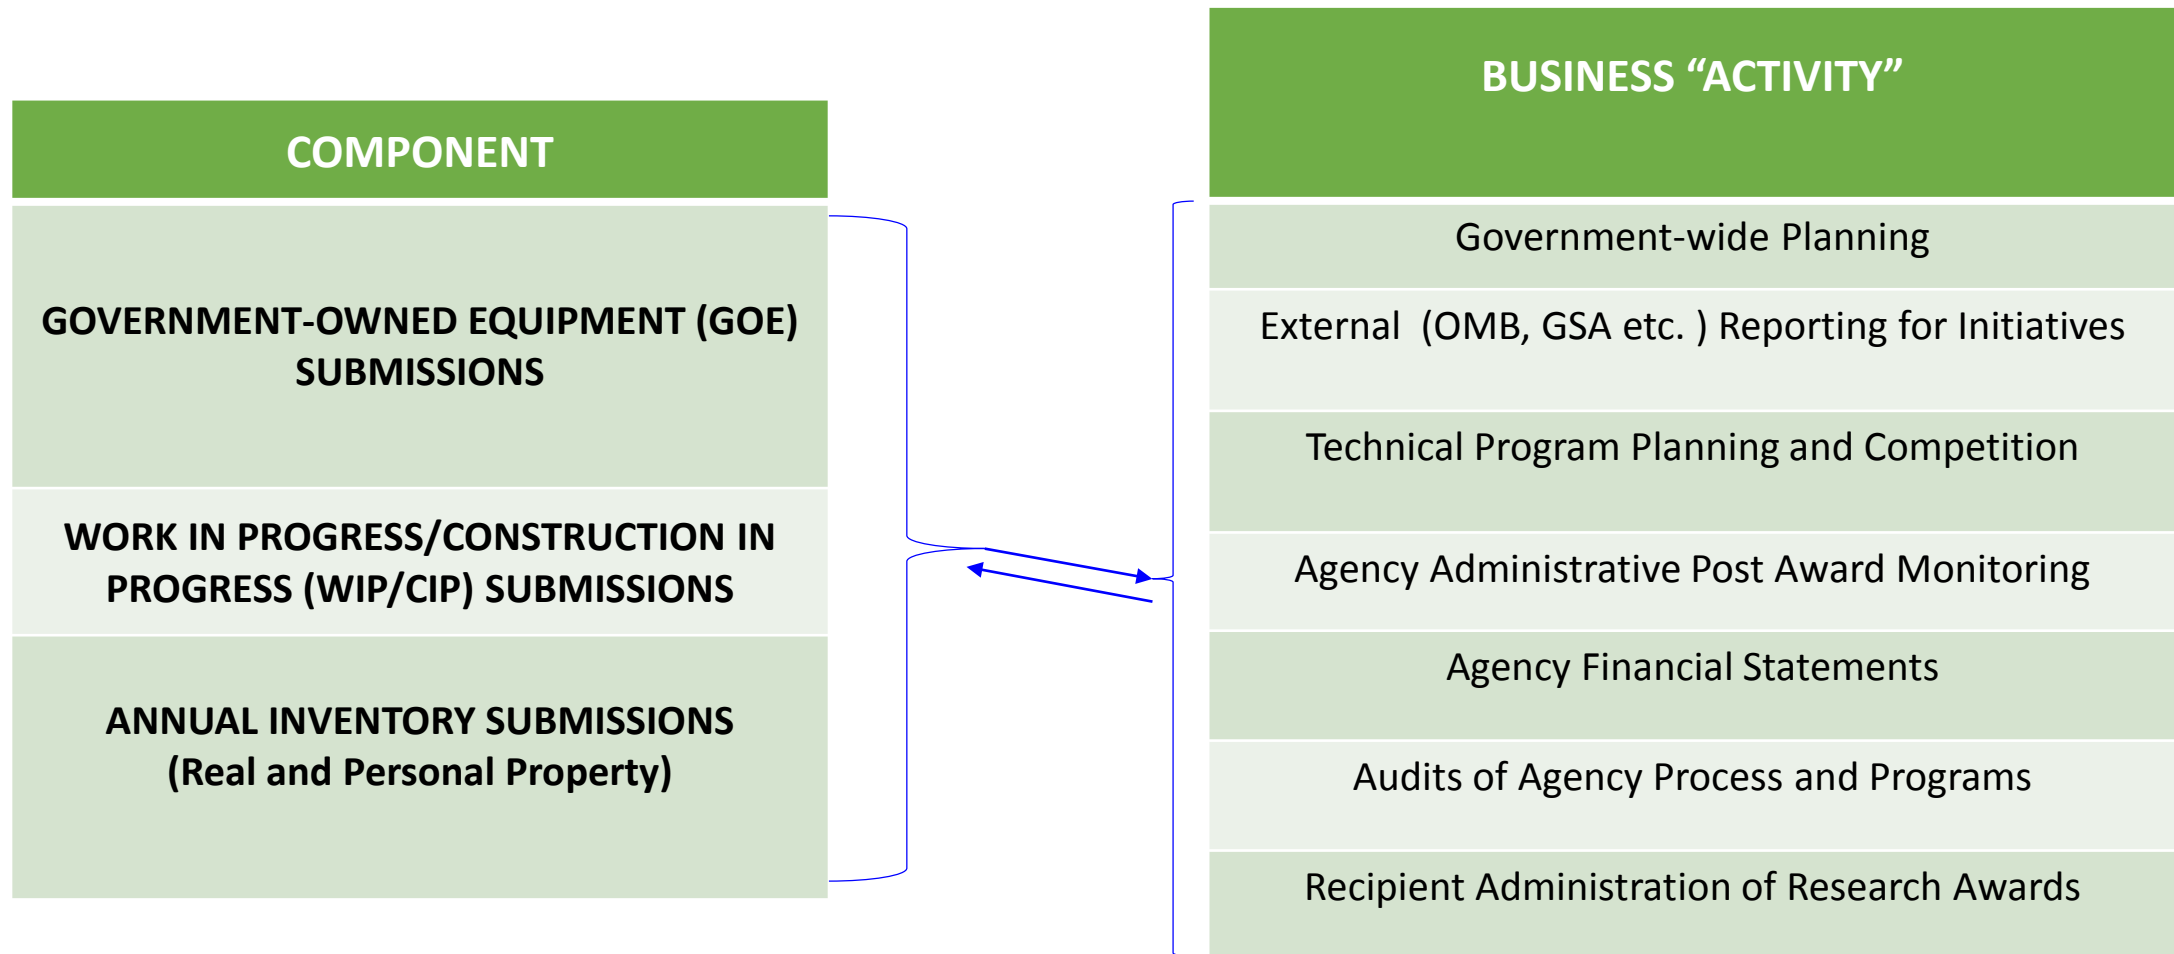 COMPONENT
GOVERNMENT-OWNED EQUIPMENT (GOE)
SUBMISSIONS
WORK IN PROGRESS/CONSTRUCTION IN
PROGRESS (WIP/CIP) SUBMISSIONS
ANNUAL INVENTORY SUBMISSIONS
(Real and Personal Property)
BUSINESS “ACTIVITY”
Government-wide Planning
External  (OMB, GSA etc. ) Reporting for Initiatives
Technical Program Planning and Competition
Agency Administrative Post Award Monitoring
Agency Financial Statements
Audits of Agency Process and Programs
Recipient Administration of Research Awards